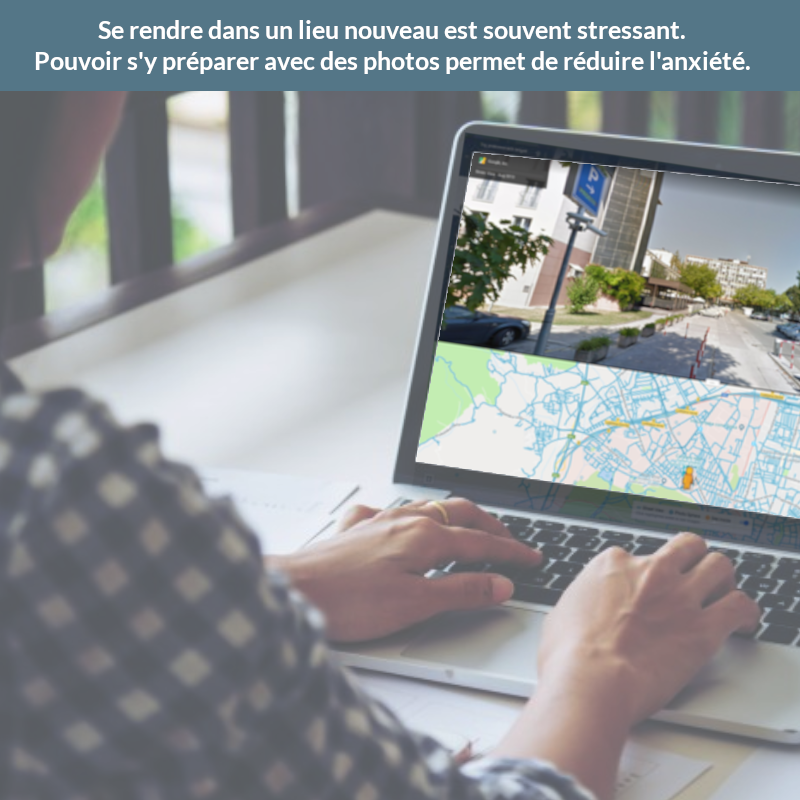 Se rendre dans un lieu nouveau est souvent stressant.
Pouvoir s'y préparer avec des photos permet de réduire l'anxiété.